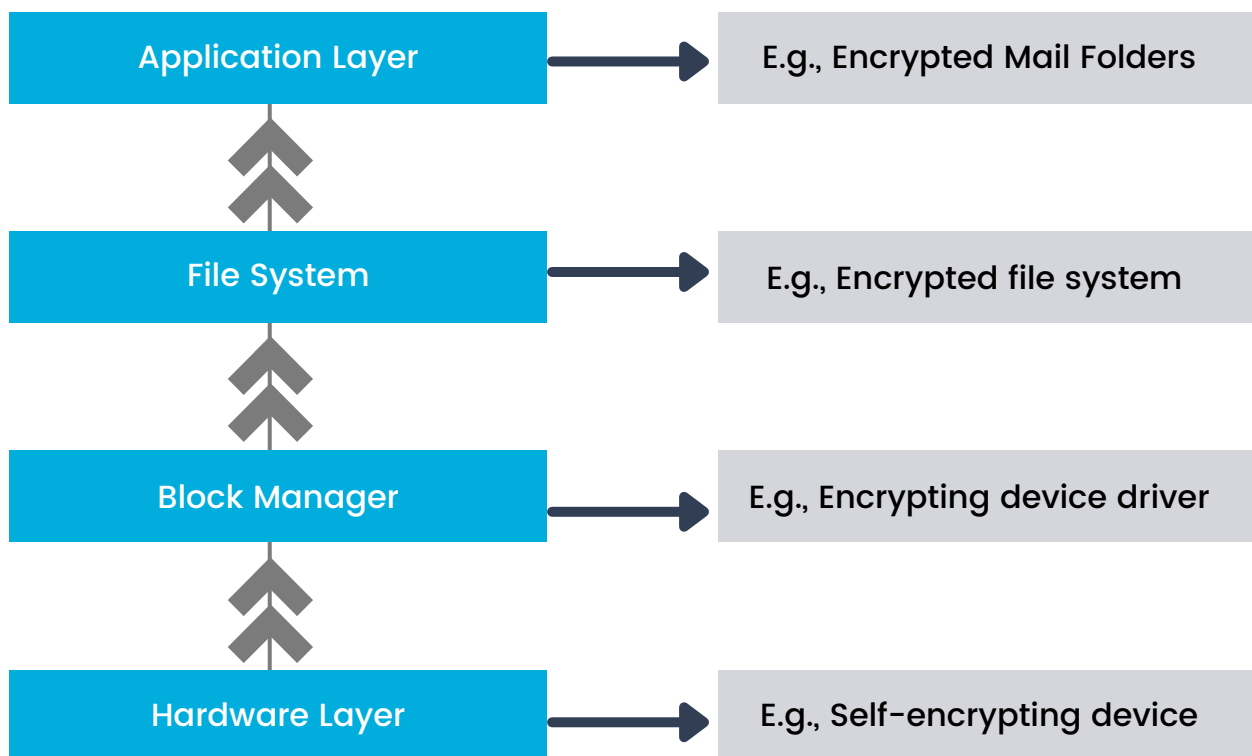 Application Layer
E.g., Encrypted Mail Folders
File System
E.g., Encrypted file system
Block Manager
E.g., Encrypting device driver
Hardware Layer
E.g., Self-encrypting device